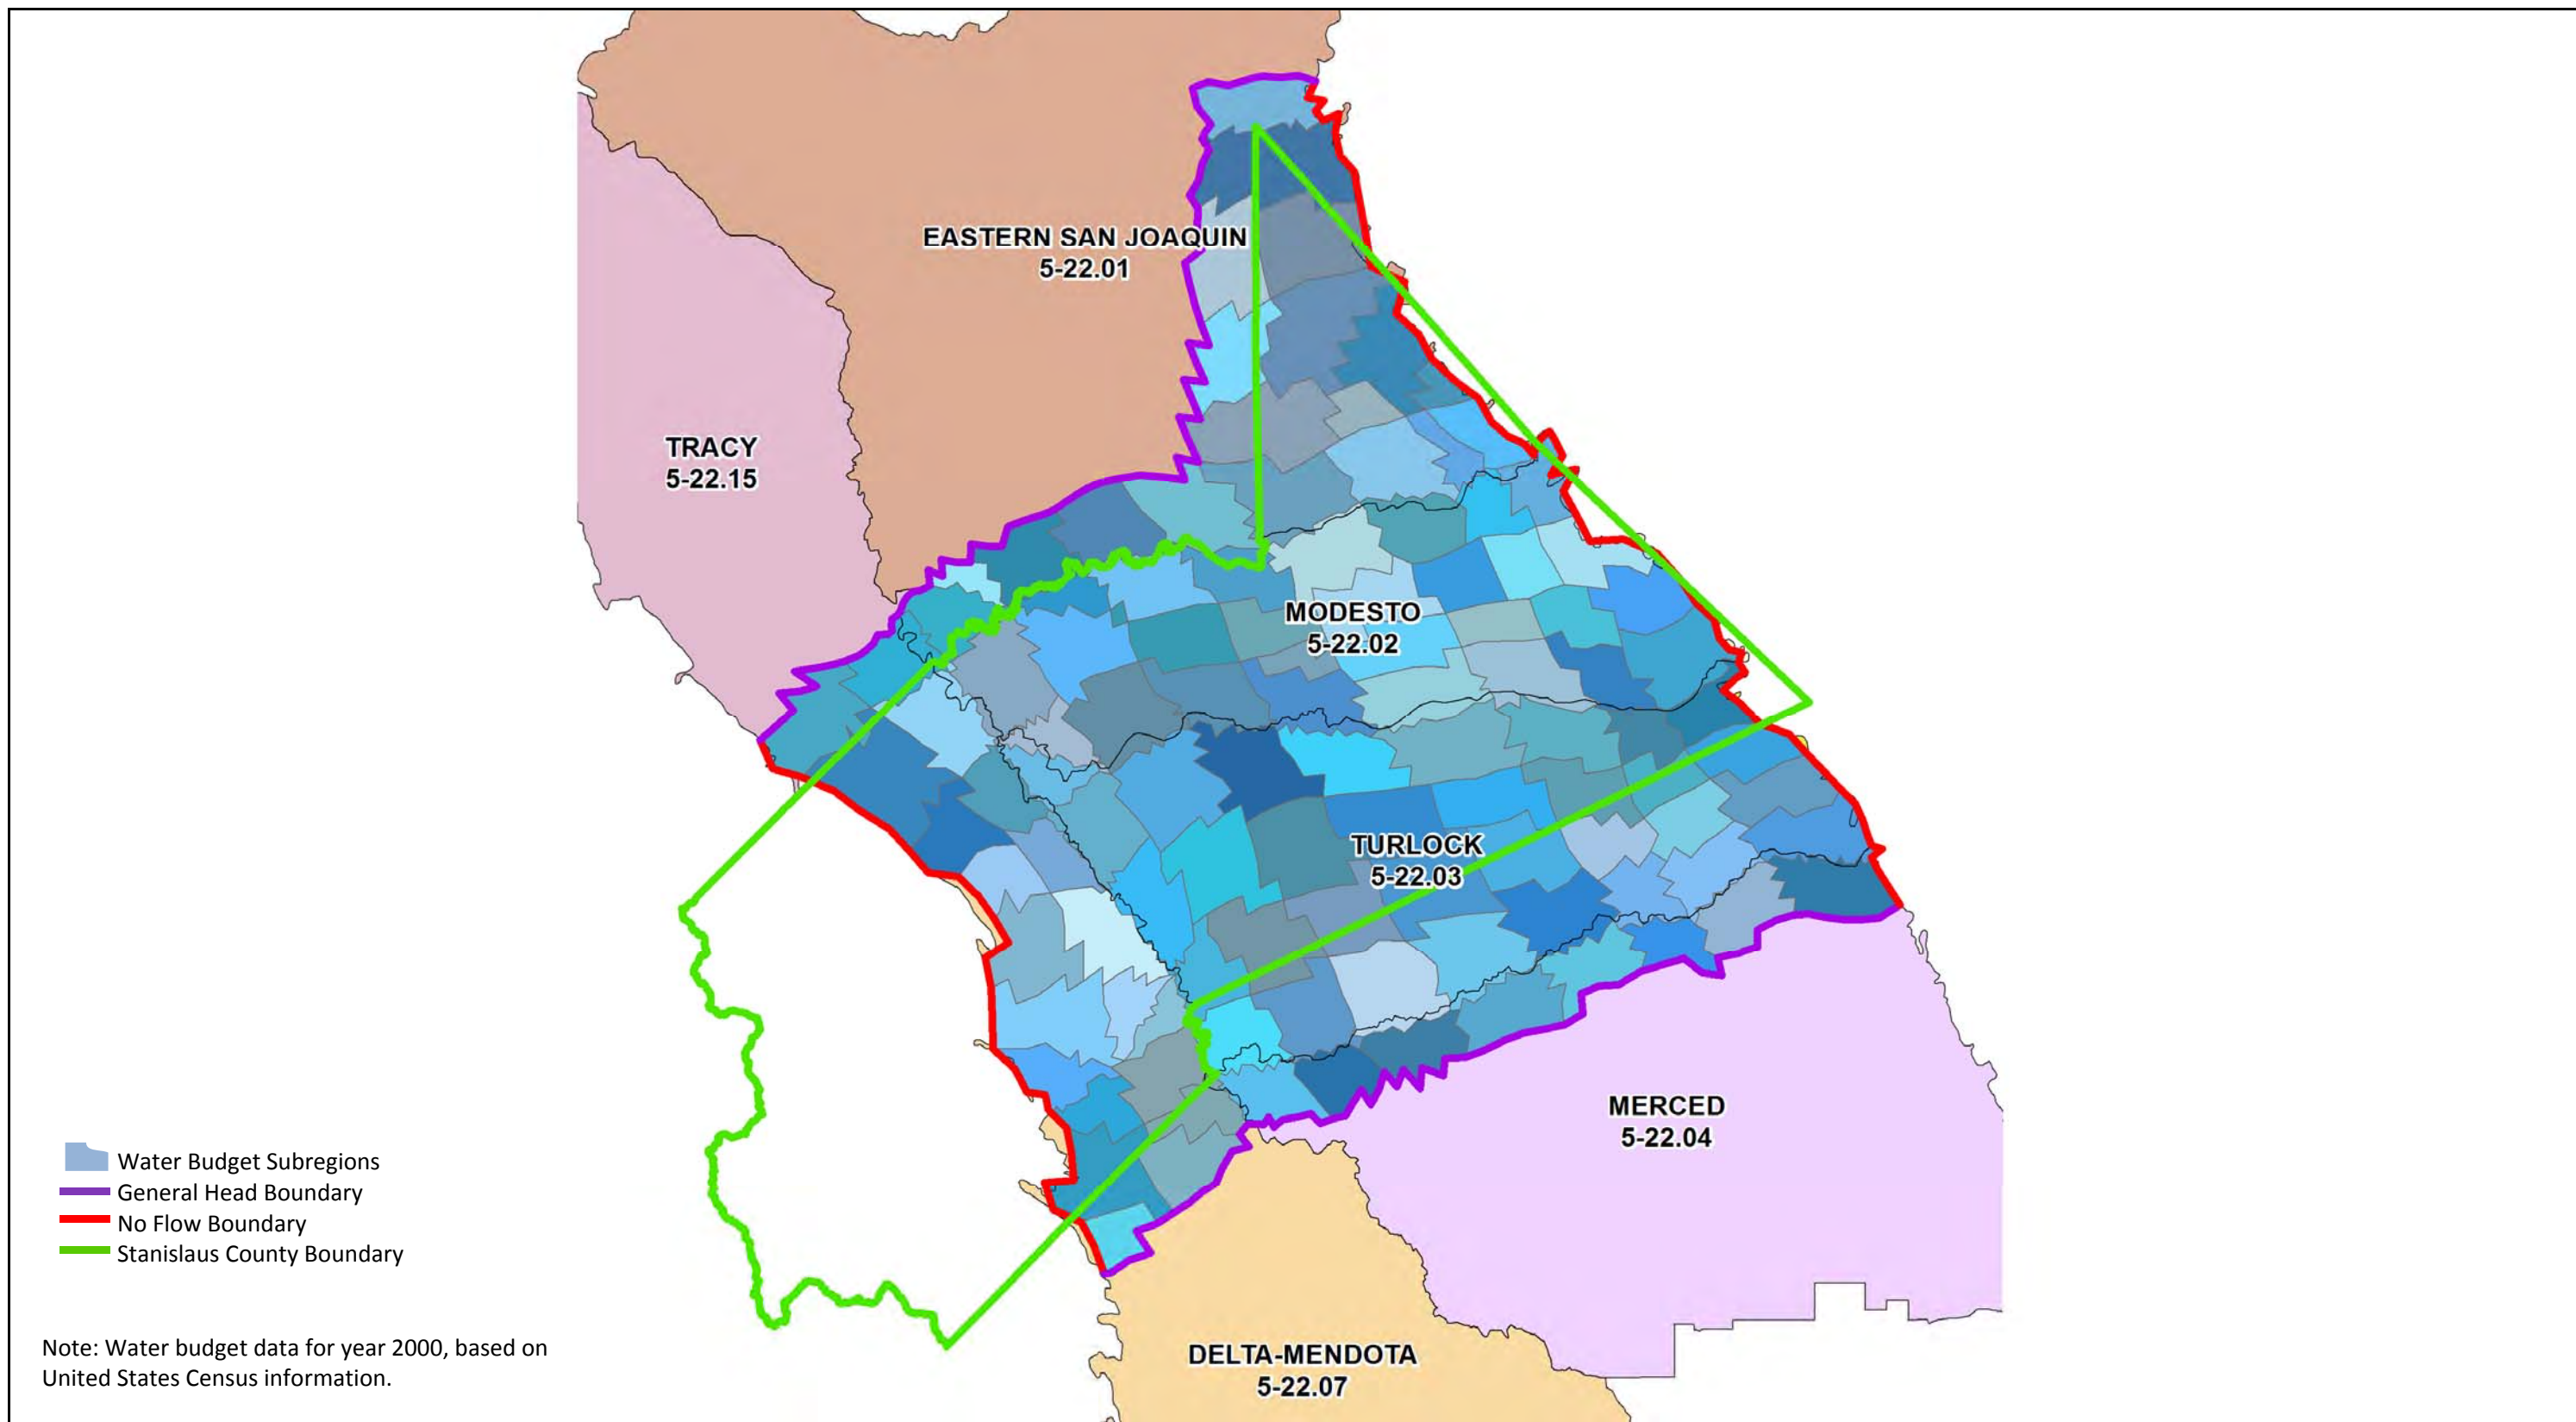 EASTERN SAN JOAQUIN
5-22.01
TRACY
5-22.15
MODESTO
5-22.02
TURLOCK
5-22.03
MERCED
5-22.04
DELTA-MENDOTA
5-22.07
Water Budget Subregions
General Head Boundary
No Flow Boundary
Stanislaus County Boundary
Note: Water budget data for year 2000, based on
United States Census information.